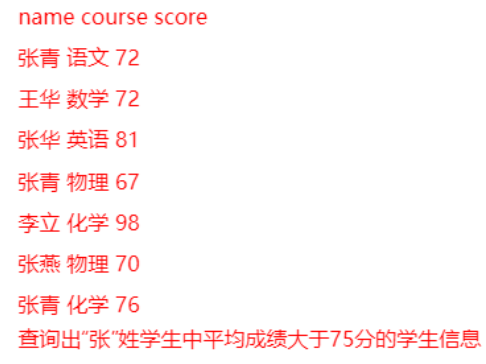 name course score
张青 语文 72
王华 数学 72
张华 英语 81
张青 物理 67
李立 化学 98
张燕 物理 70
张青 化学 76
查询出“张”姓学生中平均成绩大于75分的学生信息